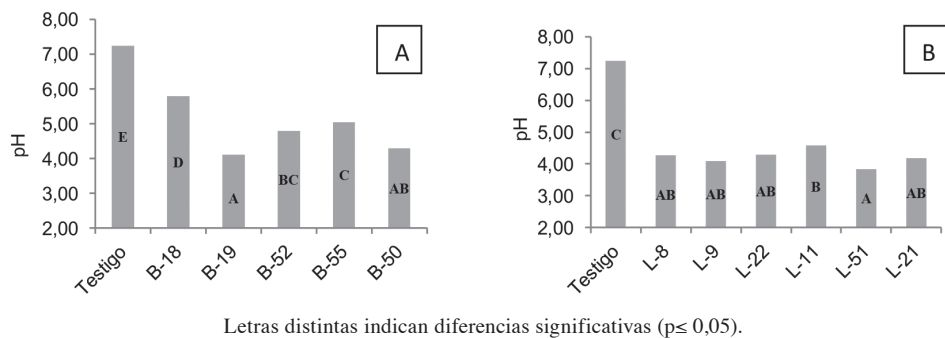 8,00
7,00
6,00
5,00
4,00
3,00
2,00
pH
A
E
D
A
BC
C
AB
Testigo
B-18
B-19
B-52
B-55
B-50
8,00
7,00
6,00
5,00
4,00
3,00
2,00
pH
B
C
AB
AB
AB
B
A
AB
Testigo
L-8
L-9
L-22
L-11
L-51
L-21
Letras distintas indican diferencias significativas (p≤ 0,05).